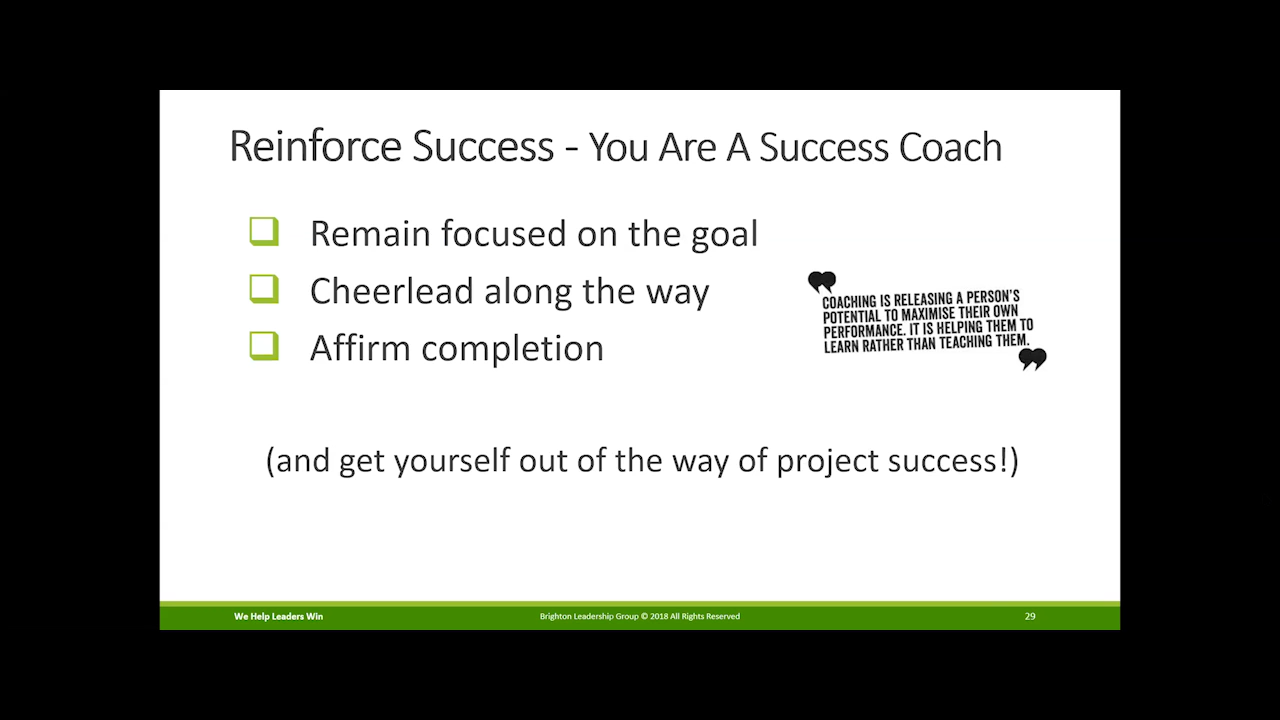 Reinforce Success - You Are A Success Coach
Remain focused on the goal
Cheerlead along the way
Affirm completion
COACHING IS RELEASING A PERSON'S
POTENTIAL TO MAXIMISE THEIR OWN
PERFORMANCE. IT IS HELPING THEM TO
LEARN RATHER THAN TEACHING THEM.
(and get yourself out of the way of project success!)
We Help Leaders Win
Brighton Leadership Group © 2018 All Rights Reserved
29